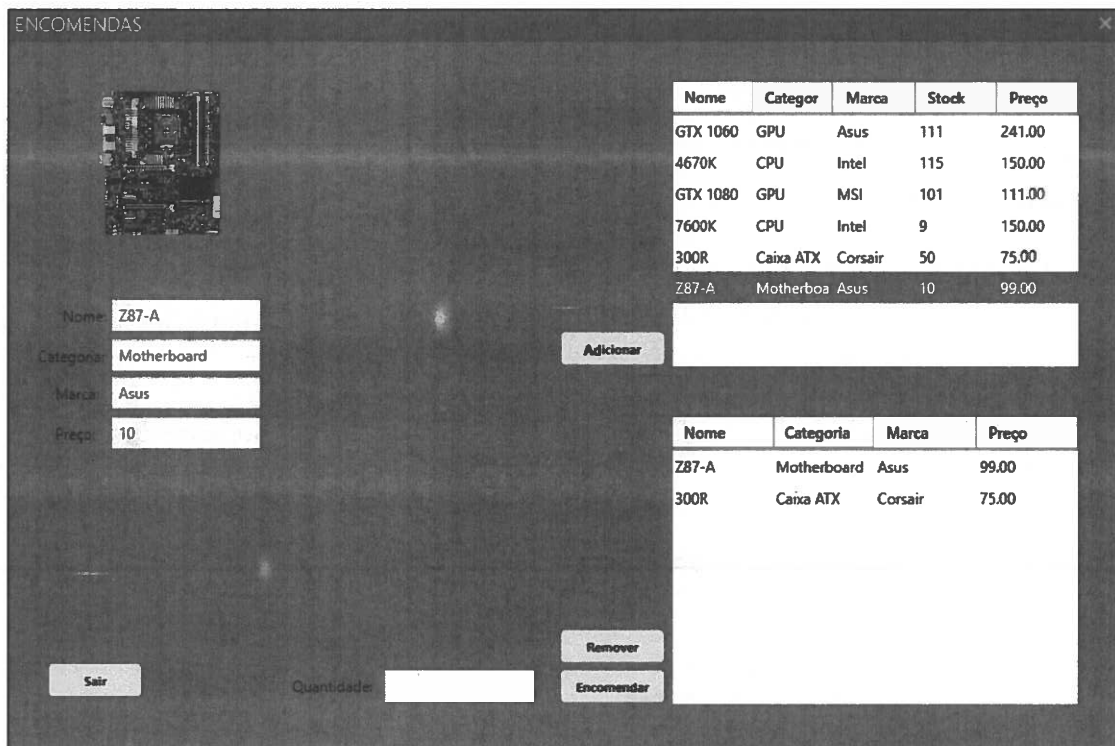 ENCOMENDAS
Nome Categor Marca Stock Preço
GTX 1060 GPU Asus 111 241.00
4670K CPU Intel 115 150.00
GTX 1080 GPU MSI 101 111.00
7600K CPU Intel 9 150.00
300R Caixa ATX Corsair 50 75.00
Z87-A Motherboa Asus 10 99.00
Nome: Z87-A
Categoria: Motherboard
Marca: Asus
Preço: 10
Adicionar
Nome Categoria Marca Preço
Z87-A Motherboard Asus 99.00
300R Caixa ATX Corsair 75.00
Remover
Sair
Quantidade:
Encomendar